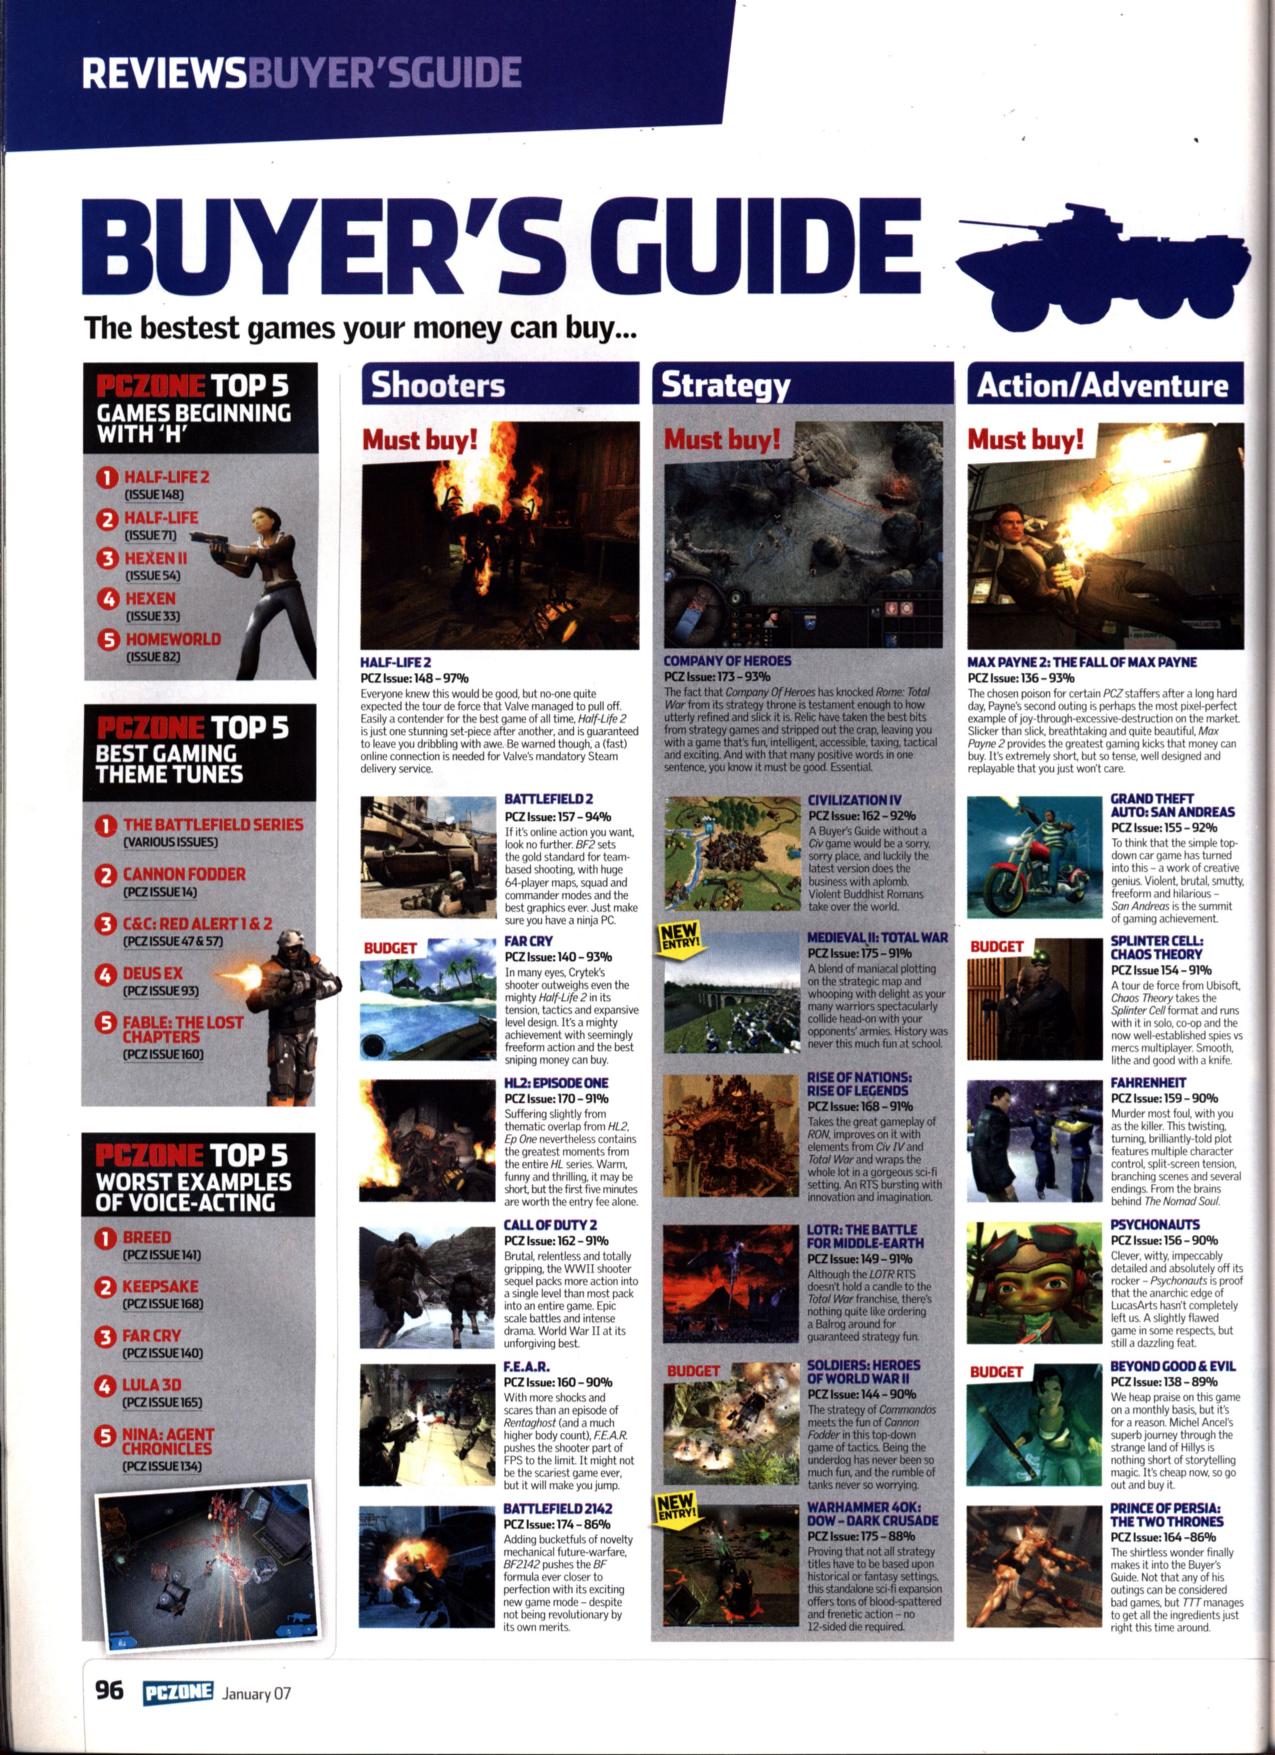 REVIEWSBUYER'SGUIDE
BUYER'S GUIDE
The bestest games your money can buy...
PCZONE TOP 5
GAMES BEGINNING
WITH 'H'
1 HALF-LIFE 2
(ISSUE 148)
2 HALF-LIFE
(ISSUE 71)
3 HEXEN II
(ISSUE 54)
4 HEXEN
(ISSUE 33)
5 HOMEWORLD
(ISSUE 82)
PCZONE TOP 5
BEST GAMING
THEME TUNES
1 THE BATTLEFIELD SERIES
(VARIOUS ISSUES)
2 CANNON FODDER
(PCZ ISSUE 14)
3 C&C: RED ALERT 1 & 2
(PCZ ISSUE 47 & 57)
4 DEUS EX
(PCZ ISSUE 93)
5 FABLE: THE LOST
CHAPTERS
(PCZ ISSUE 160)
PCZONE TOP 5
WORST EXAMPLES
OF VOICE-ACTING
1 BREED
(PCZ ISSUE 141)
2 KEEPSAKE
(PCZ ISSUE 168)
3 FAR CRY
(PCZ ISSUE 140)
4 LULA 3D
(PCZ ISSUE 165)
5 NINA: AGENT
CHRONICLES
(PCZ ISSUE 134)
Shooters
Must buy!
HALF-LIFE 2
PCZ Issue: 148 – 97%
Everyone knew this would be good, but no-one quite
expected the tour de force that Valve managed to pull off.
Easily a contender for the best game of all time, Half-Life 2
is just one stunning set-piece after another, and is guaranteed
to leave you dribbling with awe. Be warned though, a (fast)
online connection is needed for Valve's mandatory Steam
delivery service.
BATTLEFIELD 2
PCZ Issue: 157 – 94%
If it's online action you want,
look no further. BF2 sets
the gold standard for team-
based shooting, with huge
64-player maps, squad and
commander modes and the
best graphics ever. Just make
sure you have a ninja PC.
BUDGET
FAR CRY
PCZ Issue: 140 – 93%
In many eyes, Crytek's
shooter outweighs even the
mighty Half-Life 2 in its
tension, tactics and expansive
level design. It's a mighty
achievement with seemingly
freeform action and the best
sniping money can buy.
HL2: EPISODE ONE
PCZ Issue: 170 – 91%
Suffering slightly from
thematic overlap from HL2,
Ep One nevertheless contains
the greatest moments from
the entire HL series. Warm,
funny and thrilling, it may be
short, but the first five minutes
are worth the entry fee alone.
CALL OF DUTY 2
PCZ Issue: 162 – 91%
Brutal, relentless and totally
gripping, the WWII shooter
sequel packs more action into
a single level than most pack
into an entire game. Epic
scale battles and intense
drama. World War II at its
unforgiving best.
F.E.A.R.
PCZ Issue: 160 – 90%
With more shocks and
scares than an episode of
Rentaghost (and a much
higher body count), F.E.A.R.
pushes the shooter part of
FPS to the limit. It might not
be the scariest game ever,
but it will make you jump.
BATTLEFIELD 2142
PCZ Issue: 174 – 86%
Adding bucketfuls of novelty
mechanical future-warfare,
BF2142 pushes the BF
formula ever closer to
perfection with its exciting
new game mode – despite
not being revolutionary by
its own merits.
Strategy
Must buy!
COMPANY OF HEROES
PCZ Issue: 173 – 93%
The fact that Company Of Heroes has knocked Rome: Total
War from its strategy throne is testament enough to how
utterly refined and slick it is. Relic have taken the best bits
from strategy games and stripped out the crap, leaving you
with a game that's fun, intelligent, accessible, taxing, tactical
and exciting. And with that many positive words in one
sentence, you know it must be good. Essential.
CIVILIZATION IV
PCZ Issue: 162 – 92%
A Buyer's Guide without a
Civ game would be a sorry,
sorry place, and luckily the
latest version does the
business with aplomb.
Violent Buddhist Romans
take over the world.
NEW
ENTRY!
MEDIEVAL II: TOTAL WAR
PCZ Issue: 175 – 91%
A blend of maniacal plotting
on the strategic map and
whooping with delight as your
many warriors spectacularly
collide head-on with your
opponents' armies. History was
never this much fun at school.
RISE OF NATIONS:
RISE OF LEGENDS
PCZ Issue: 168 – 91%
Takes the great gameplay of
RON, improves on it with
elements from Civ IV and
Total War and wraps the
whole lot in a gorgeous sci-fi
setting. An RTS bursting with
innovation and imagination.
LOTR: THE BATTLE
FOR MIDDLE-EARTH
PCZ Issue: 149 – 91%
Although the LOTR RTS
doesn't hold a candle to the
Total War franchise, there's
nothing quite like ordering
a Balrog around for
guaranteed strategy fun.
BUDGET
SOLDIERS: HEROES
OF WORLD WAR II
PCZ Issue: 144 – 90%
The strategy of Commandos
meets the fun of Cannon
Fodder in this top-down
game of tactics. Being the
underdog has never been so
much fun, and the rumble of
tanks never so worrying.
NEW
ENTRY!
WARHAMMER 40K:
DOW – DARK CRUSADE
PCZ Issue: 175 – 88%
Proving that not all strategy
titles have to be based upon
historical or fantasy settings,
this standalone sci-fi expansion
offers tons of blood-spattered
and frenetic action – no
12-sided die required.
Action/Adventure
Must buy!
MAX PAYNE 2: THE FALL OF MAX PAYNE
PCZ Issue: 136 – 93%
The chosen poison for certain PCZ staffers after a long hard
day, Payne's second outing is perhaps the most pixel-perfect
example of joy-through-excessive-destruction on the market.
Slicker than slick, breathtaking and quite beautiful, Max
Payne 2 provides the greatest gaming kicks that money can
buy. It's extremely short, but so tense, well designed and
replayable that you just won't care.
GRAND THEFT
AUTO: SAN ANDREAS
PCZ Issue: 155 – 92%
To think that the simple top-
down car game has turned
into this – a work of creative
genius. Violent, brutal, smutty,
freeform and hilarious –
San Andreas is the summit
of gaming achievement.
BUDGET
SPLINTER CELL:
CHAOS THEORY
PCZ Issue 154 – 91%
A tour de force from Ubisoft,
Chaos Theory takes the
Splinter Cell format and runs
with it in solo, co-op and the
now well-established spies vs
mercs multiplayer. Smooth,
lithe and good with a knife.
FAHRENHEIT
PCZ Issue: 159 – 90%
Murder most foul, with you
as the killer. This twisting,
turning, brilliantly-told plot
features multiple character
control, split-screen tension,
branching scenes and several
endings. From the brains
behind The Nomad Soul.
PSYCHONAUTS
PCZ Issue: 156 – 90%
Clever, witty, impeccably
detailed and absolutely off its
rocker – Psychonauts is proof
that the anarchic edge of
LucasArts hasn't completely
left us. A slightly flawed
game in some respects, but
still a dazzling feat.
BUDGET
BEYOND GOOD & EVIL
PCZ Issue: 138 – 89%
We heap praise on this game
on a monthly basis, but it's
for a reason. Michel Ancel's
superb journey through the
strange land of Hillys is
nothing short of storytelling
magic. It's cheap now, so go
out and buy it.
PRINCE OF PERSIA:
THE TWO THRONES
PCZ Issue: 164 –86%
The shirtless wonder finally
makes it into the Buyer's
Guide. Not that any of his
outings can be considered
bad games, but TTT manages
to get all the ingredients just
right this time around.
96 PCZONE January 07